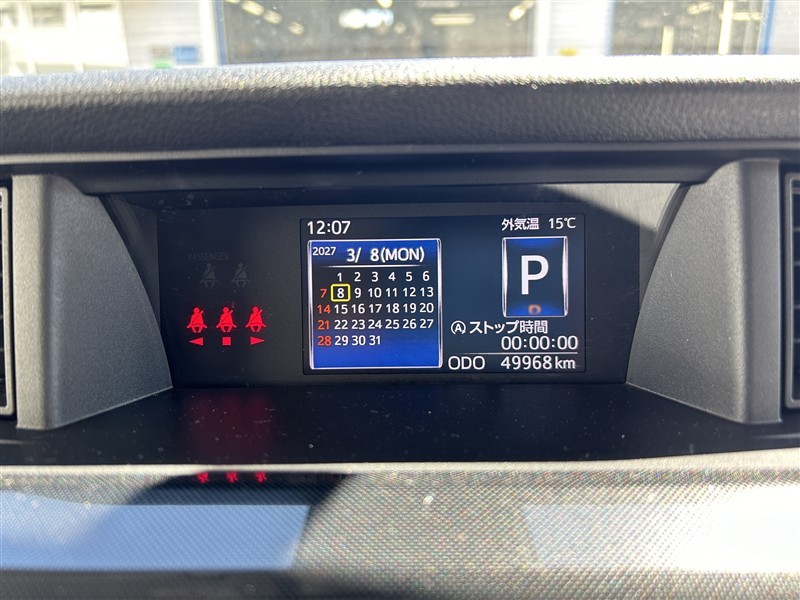 12:07
外気温 15℃
2027 3/ 8(MON)
1 2 3 4 5 6
7 8 9 10 11 12 13
14 15 16 17 18 19 20
21 22 23 24 25 26 27
28 29 30 31
P
D
Ⓐ ストップ時間
00:00:00
ODO 49968 km
PASSENGER